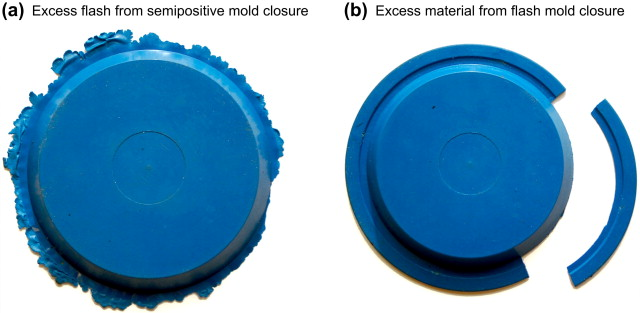 (a) Excess flash from semipositive mold closure
(b) Excess material from flash mold closure